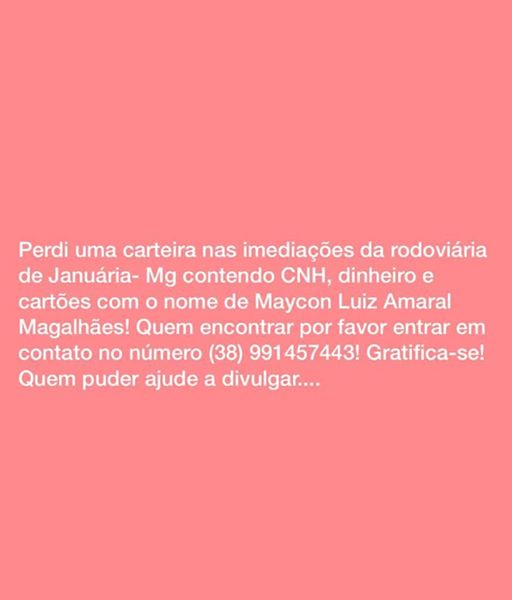 Perdi uma carteira nas imediações da rodoviária
de Januária- Mg contendo CNH, dinheiro e
cartões com o nome de Maycon Luiz Amaral
Magalhães! Quem encontrar por favor entrar em
contato no número (38) 991457443! Gratifica-se!
Quem puder ajude a divulgar....